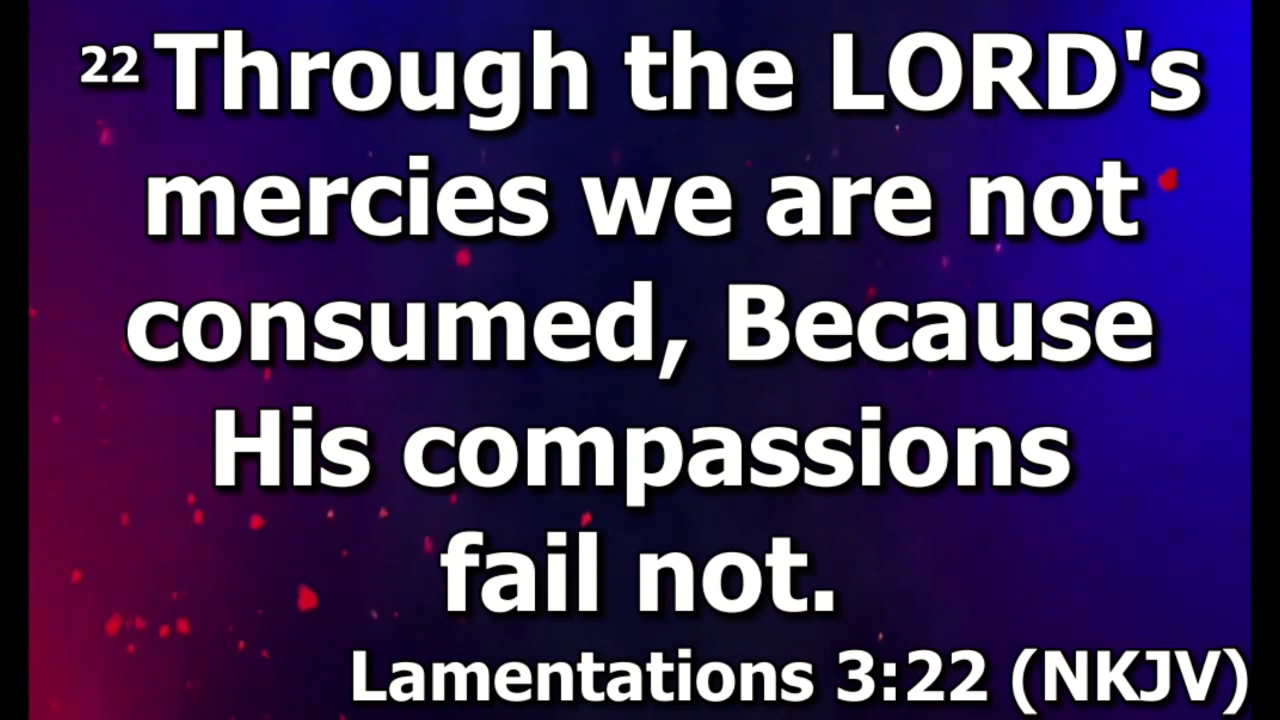 22 Through the LORD's
mercies we are not
consumed, Because
His compassions
fail not.
Lamentations 3:22 (NKJV)